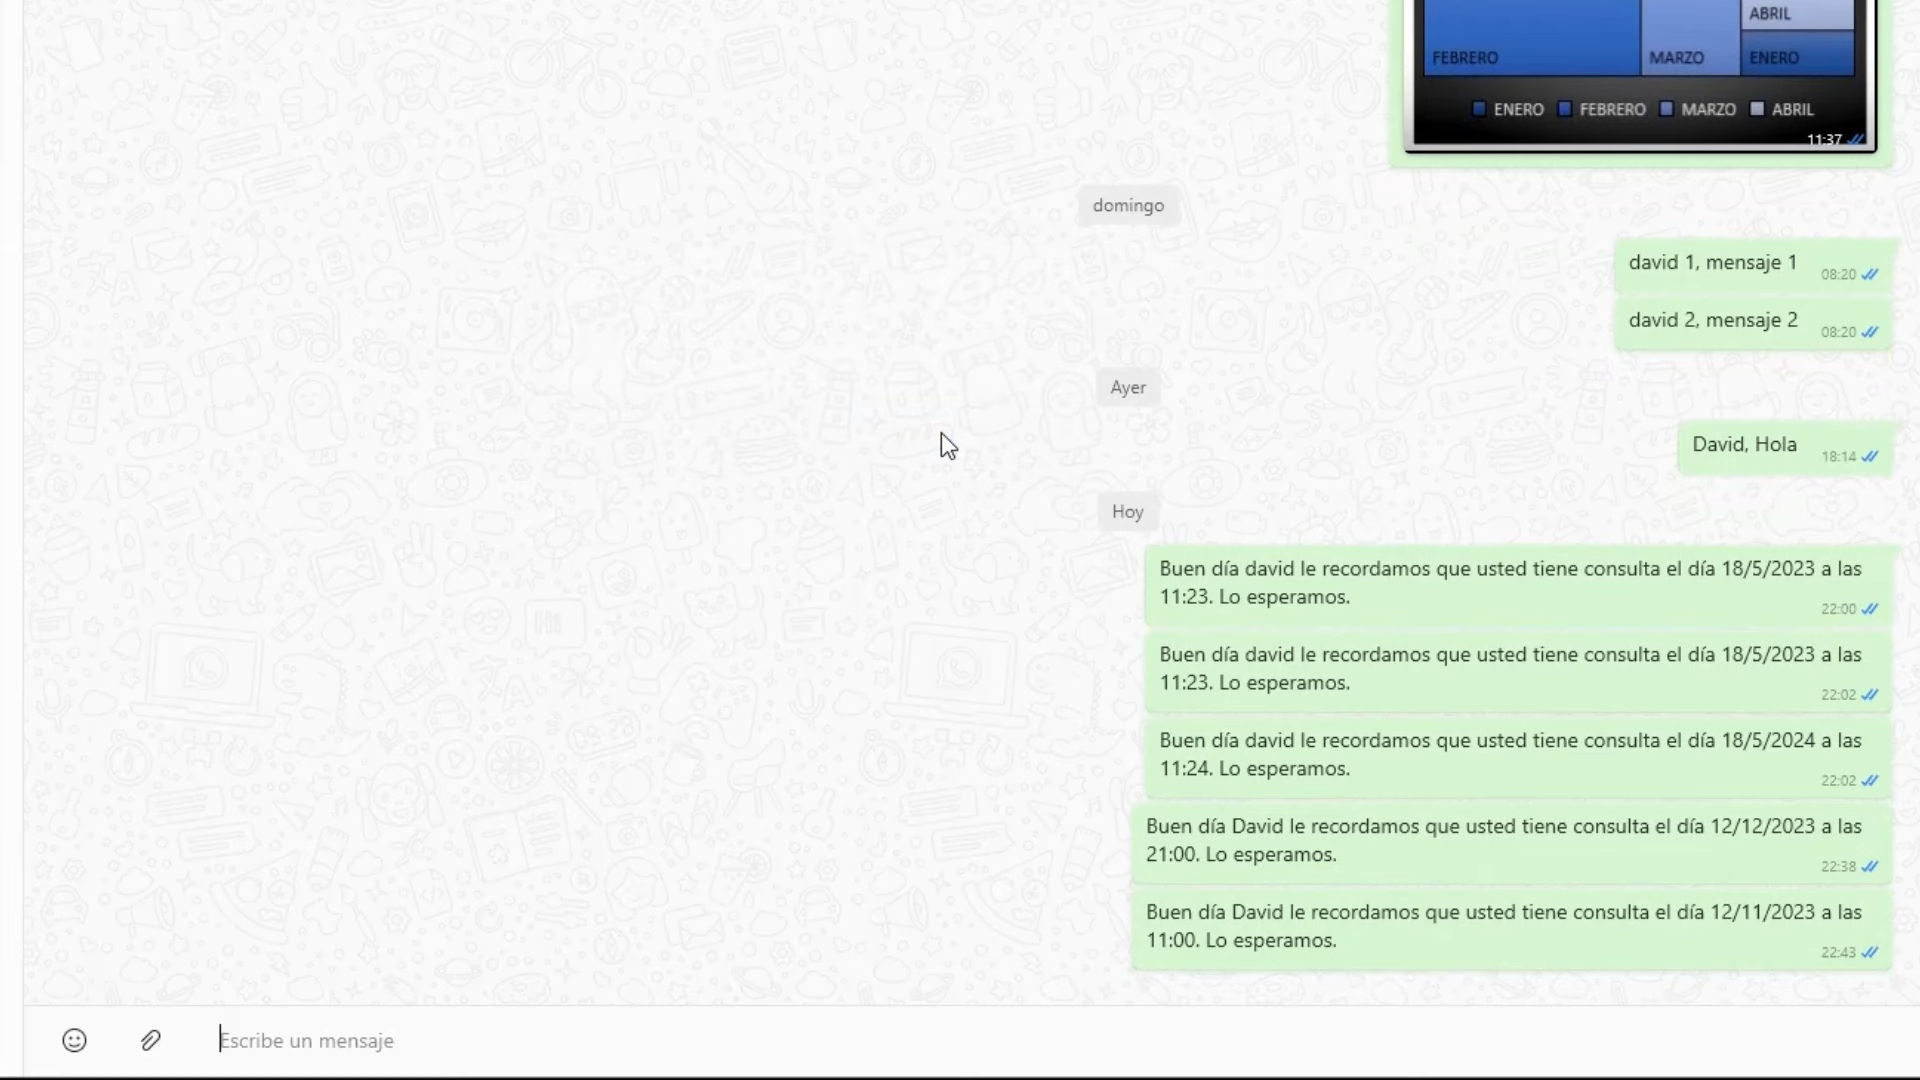 ABRIL
FEBRERO
MARZO
ENERO
ENERO FEBRERO MARZO ABRIL
11:37
domingo
david 1, mensaje 1
08:20
david 2, mensaje 2
08:20
Ayer
David, Hola
18:14
Hoy
Buen día david le recordamos que usted tiene consulta el día 18/5/2023 a las
11:23. Lo esperamos.
22:00
Buen día david le recordamos que usted tiene consulta el día 18/5/2023 a las
11:23. Lo esperamos.
22:02
Buen día david le recordamos que usted tiene consulta el día 18/5/2024 a las
11:24. Lo esperamos.
22:02
Buen día David le recordamos que usted tiene consulta el día 12/12/2023 a las
21:00. Lo esperamos.
22:38
Buen día David le recordamos que usted tiene consulta el día 12/11/2023 a las
11:00. Lo esperamos.
22:43
Escribe un mensaje